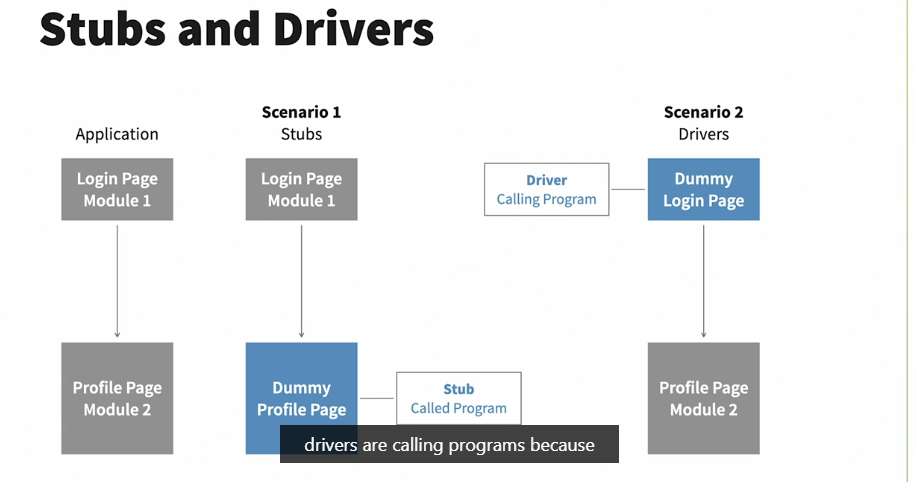 Stubs and Drivers
Application
Login Page
Module 1
Profile Page
Module 2
Scenario 1
Stubs
Login Page
Module 1
Dummy
Profile Page
Stub
Called Program
Scenario 2
Drivers
Driver
Calling Program
Dummy
Login Page
Profile Page
Module 2
drivers are calling programs because